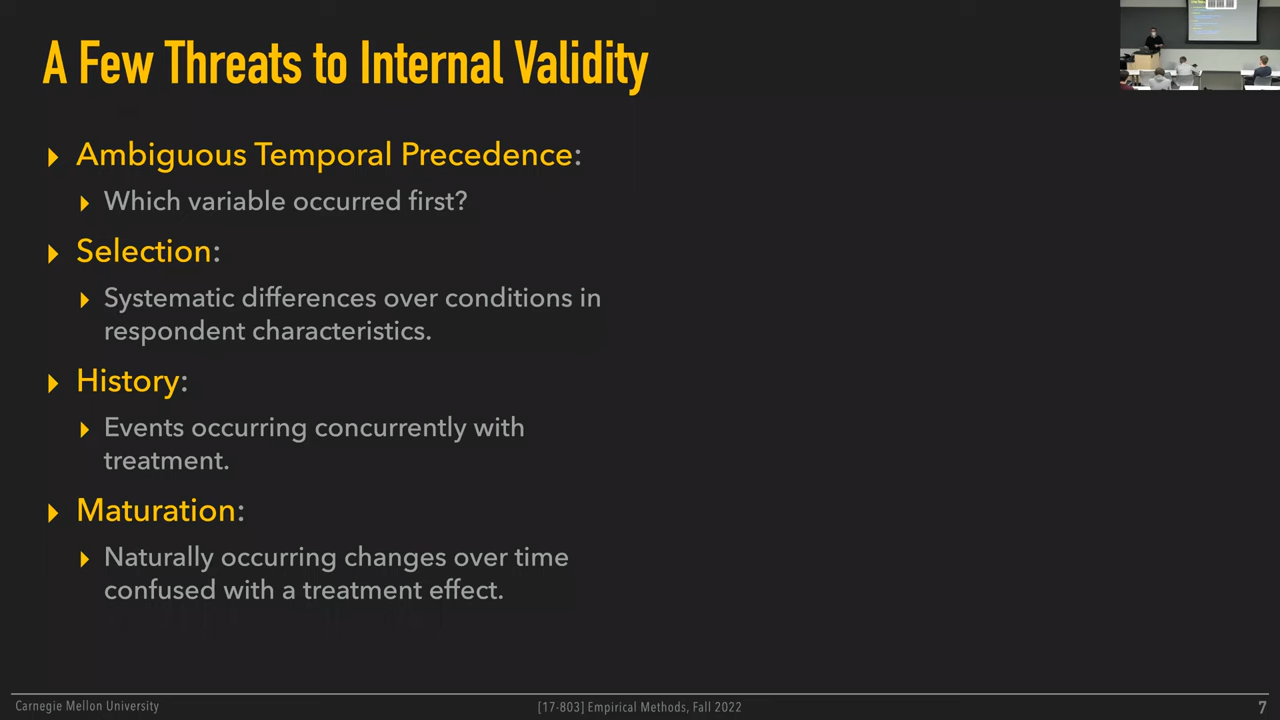 A Few Threats to Internal Validity
Ambiguous Temporal Precedence:
Which variable occurred first?
Selection:
Systematic differences over conditions in
respondent characteristics.
History:
Events occurring concurrently with
treatment.
Maturation:
Naturally occurring changes over time
confused with a treatment effect.
Carnegie Mellon University
[17-803] Empirical Methods, Fall 2022
7